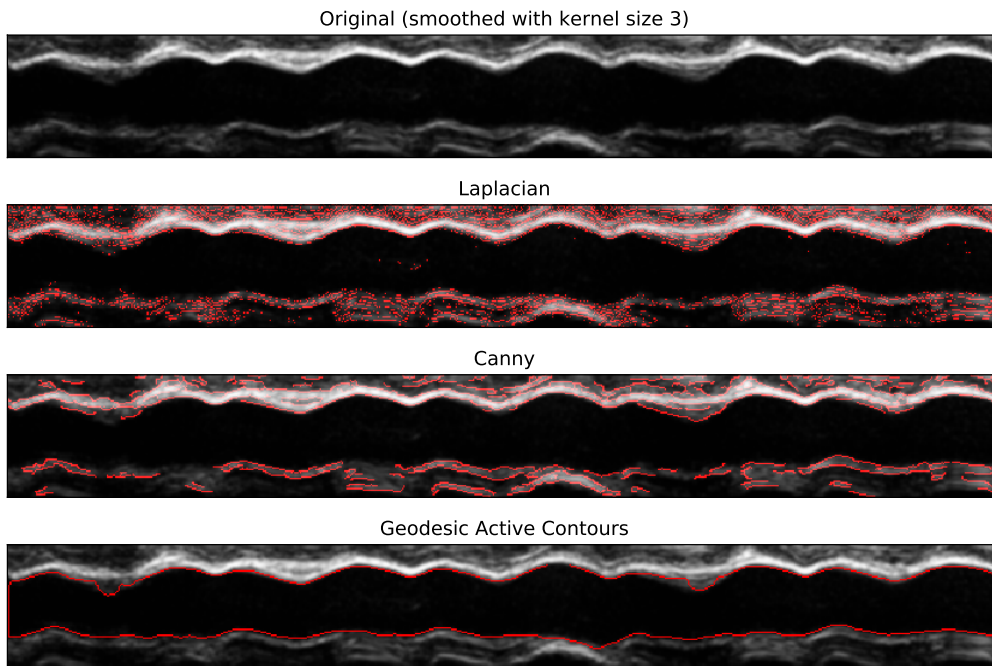 Original (smoothed with kernel size 3)
Laplacian
Canny
Geodesic Active Contours